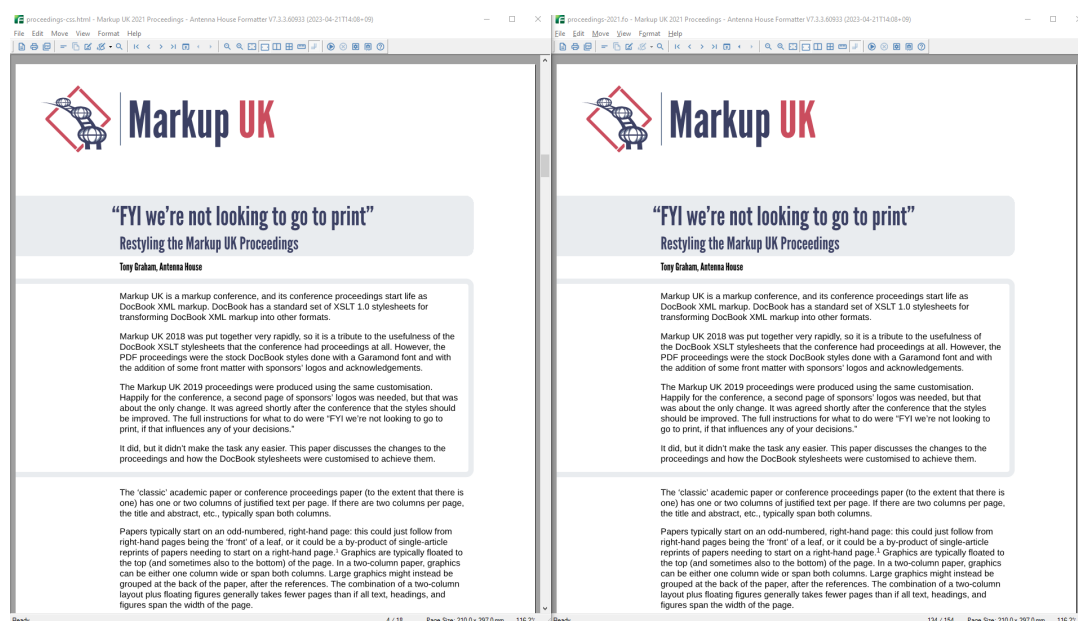 proceedings-css.html - Markup UK 2021 Proceedings - Antenna House Formatter V7.3.3.60933 (2023-04-21T14:08+09)
File Edit Move View Format Help
Markup UK
“FYI we’re not looking to go to print”
Restyling the Markup UK Proceedings
Tony Graham, Antenna House
Markup UK is a markup conference, and its conference proceedings start life as
DocBook XML markup. DocBook has a standard set of XSLT 1.0 stylesheets for
transforming DocBook XML markup into other formats.
Markup UK 2018 was put together very rapidly, so it is a tribute to the usefulness of
the DocBook XSLT stylesheets that the conference had proceedings at all. However, the
PDF proceedings were the stock DocBook styles done with a Garamond font and with
the addition of some front matter with sponsors’ logos and acknowledgements.
The Markup UK 2019 proceedings were produced using the same customisation.
Happily for the conference, a second page of sponsors’ logos was needed, but that was
about the only change. It was agreed shortly after the conference that the styles should
be improved. The full instructions for what to do were “FYI we’re not looking to go to
print, if that influences any of your decisions.”
It did, but it didn’t make the task any easier. This paper discusses the changes to the
proceedings and how the DocBook stylesheets were customised to achieve them.
The ‘classic’ academic paper or conference proceedings paper (to the extent that there is
one) has one or two columns of justified text per page. If there are two columns per page,
the title and abstract, etc., typically span both columns.
Papers typically start on an odd-numbered, right-hand page: this could just follow from
right-hand pages being the ‘front’ of a leaf, or it could be a by-product of single-article
reprints of papers needing to start on a right-hand page.¹ Graphics are typically floated to
the top (and sometimes also to the bottom) of the page. In a two-column paper, graphics
can be either one column wide or span both columns. Large graphics might instead be
grouped at the back of the paper, after the references. The combination of a two-column
layout plus floating figures generally takes fewer pages than if all text, headings, and
figures span the width of the page.
Ready 4 / 18 Page Size: 210.0 x 297.0 mm 116.2%
proceedings-2021.fo - Markup UK 2021 Proceedings - Antenna House Formatter V7.3.3.60933 (2023-04-21T14:08+09)
File Edit Move View Format Help
Markup UK
“FYI we’re not looking to go to print”
Restyling the Markup UK Proceedings
Tony Graham, Antenna House
Markup UK is a markup conference, and its conference proceedings start life as
DocBook XML markup. DocBook has a standard set of XSLT 1.0 stylesheets for
transforming DocBook XML markup into other formats.
Markup UK 2018 was put together very rapidly, so it is a tribute to the usefulness of
the DocBook XSLT stylesheets that the conference had proceedings at all. However, the
PDF proceedings were the stock DocBook styles done with a Garamond font and with
the addition of some front matter with sponsors’ logos and acknowledgements.
The Markup UK 2019 proceedings were produced using the same customisation.
Happily for the conference, a second page of sponsors’ logos was needed, but that
was about the only change. It was agreed shortly after the conference that the styles
should be improved. The full instructions for what to do were “FYI we’re not looking to
go to print, if that influences any of your decisions.”
It did, but it didn’t make the task any easier. This paper discusses the changes to the
proceedings and how the DocBook stylesheets were customised to achieve them.
The ‘classic’ academic paper or conference proceedings paper (to the extent that there is
one) has one or two columns of justified text per page. If there are two columns per page,
the title and abstract, etc., typically span both columns.
Papers typically start on an odd-numbered, right-hand page: this could just follow from
right-hand pages being the ‘front’ of a leaf, or it could be a by-product of single-article
reprints of papers needing to start on a right-hand page.¹ Graphics are typically floated to
the top (and sometimes also to the bottom) of the page. In a two-column paper, graphics
can be either one column wide or span both columns. Large graphics might instead be
grouped at the back of the paper, after the references. The combination of a two-column
layout plus floating figures generally takes fewer pages than if all text, headings, and
figures span the width of the page.
Ready 134 / 154 Page Size: 210.0 x 297.0 mm 116.2%